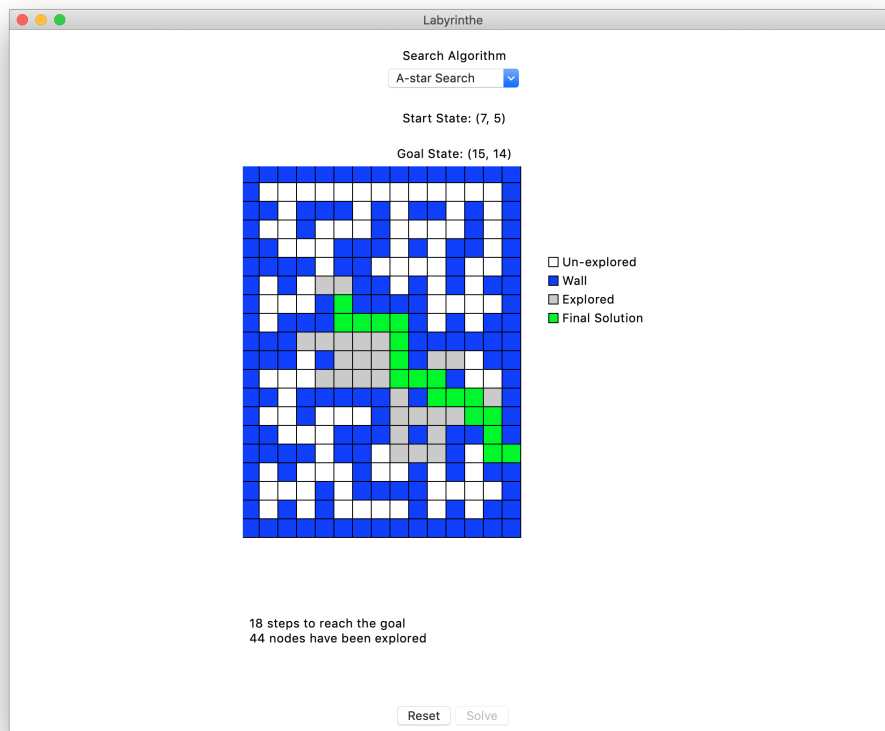 Labyrinthe
Search Algorithm
A-star Search
Start State: (7, 5)
Goal State: (15, 14)
Un-explored
Wall
Explored
Final Solution
18 steps to reach the goal
44 nodes have been explored
Reset Solve